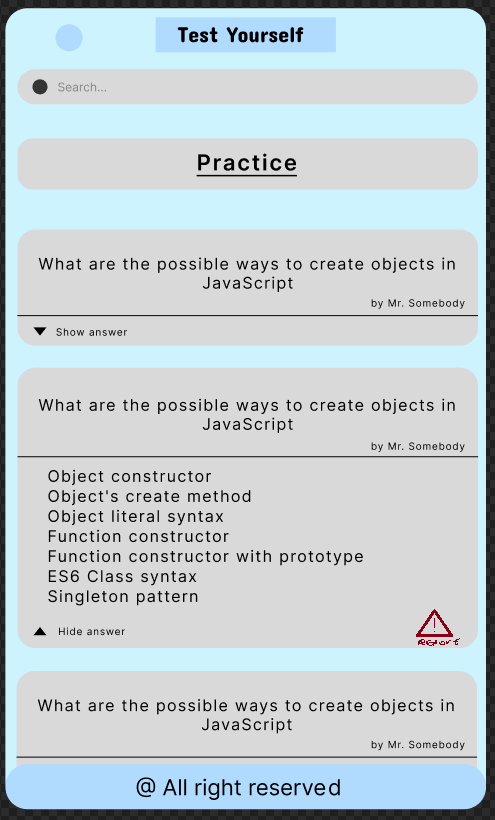 Test Yourself
Search...
Practice
What are the possible ways to create objects in
JavaScript
by Mr. Somebody
Show answer
What are the possible ways to create objects in
JavaScript
by Mr. Somebody
Object constructor
Object's create method
Object literal syntax
Function constructor
Function constructor with prototype
ES6 Class syntax
Singleton pattern
Hide answer
Report
What are the possible ways to create objects in
JavaScript
by Mr. Somebody
@ All right reserved